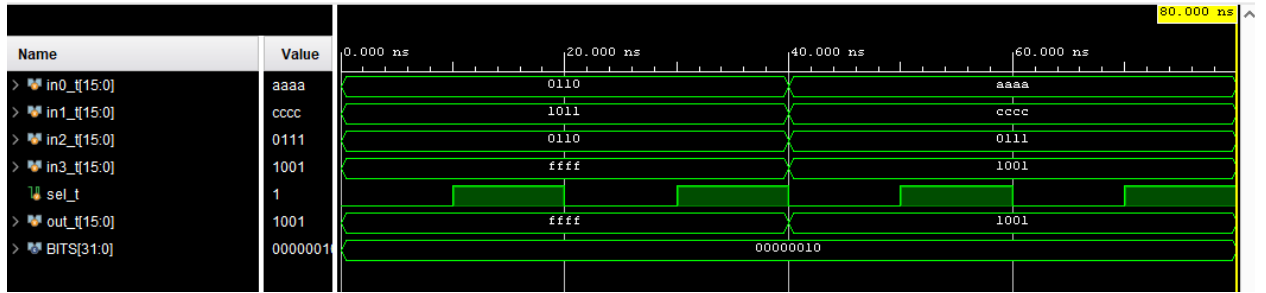 80.000 ns
Name Value 0.000 ns 20.000 ns 40.000 ns 60.000 ns
in0_t[15:0] aaaa 0110 aaaa
in1_t[15:0] cccc 1011 cccc
in2_t[15:0] 0111 0110 0111
in3_t[15:0] 1001 ffff 1001
sel_t 1
out_t[15:0] 1001 ffff 1001
BITS[31:0] 00000010 00000010